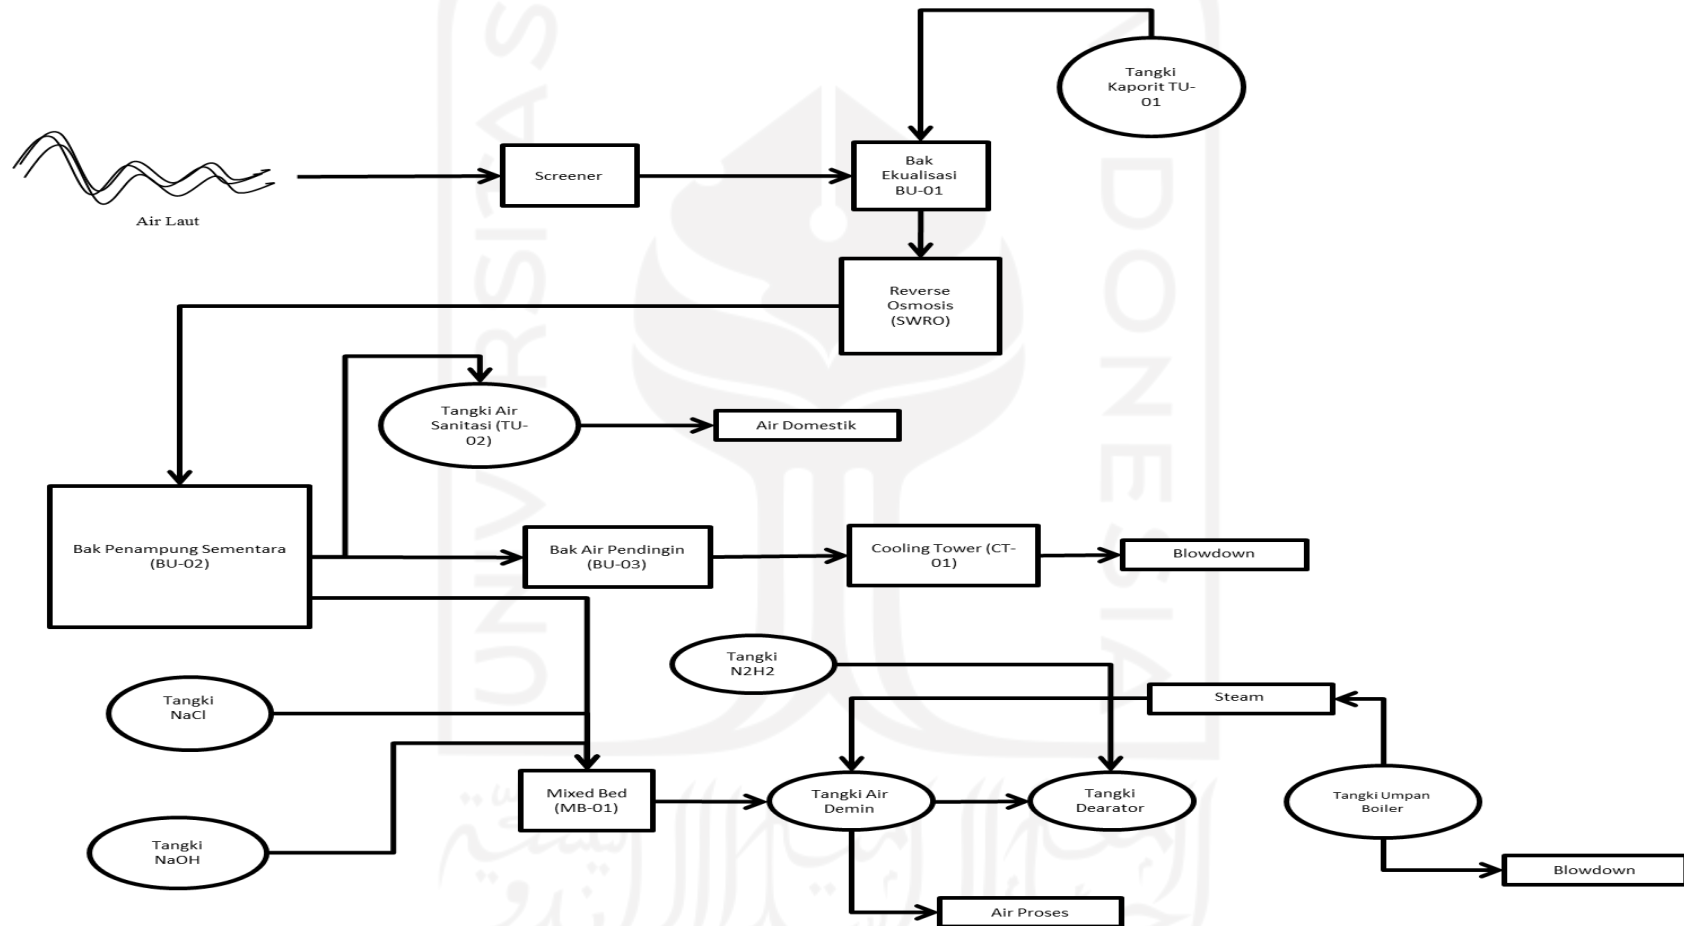 Tangki
Kaporit TU-
01
Air Laut
Screener
Bak
Ekualisasi
BU-01
Reverse
Osmosis
(SWRO)
Tangki Air
Sanitasi (TU-
02)
Air Domestik
Bak Penampung Sementara
(BU-02)
Bak Air Pendingin
(BU-03)
Cooling Tower (CT-
01)
Blowdown
Tangki
N2H2
Steam
Tangki
NaCl
Mixed Bed
(MB-01)
Tangki Air
Demin
Tangki
Dearator
Tangki Umpan
Boiler
Tangki
NaOH
Blowdown
Air Proses
UNIVERSITAS
INDONESIA